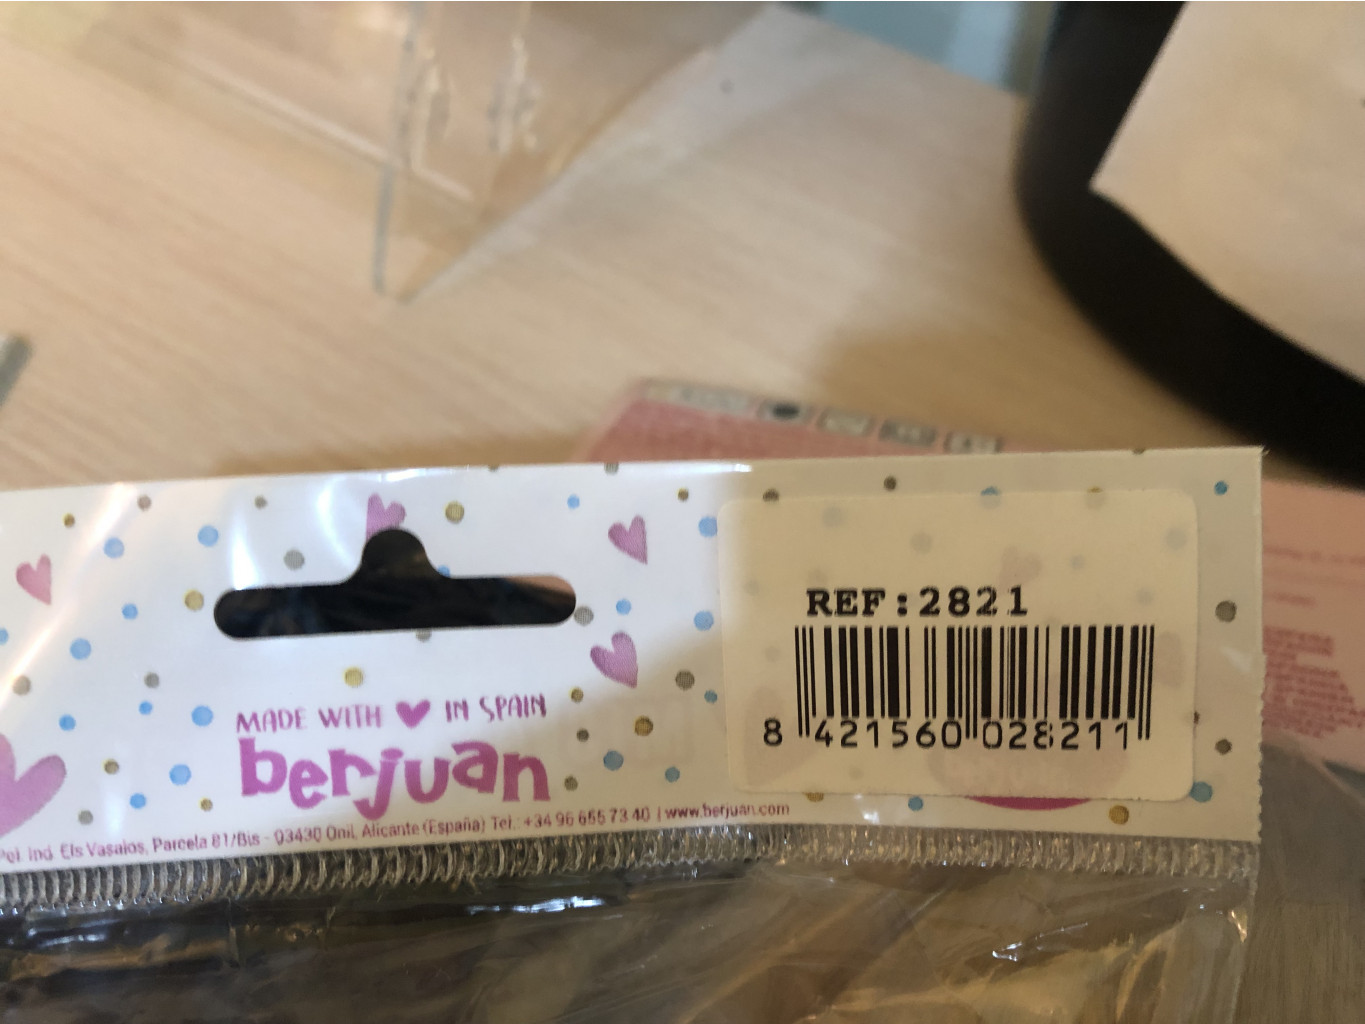 REF:2821
8 421560 028211
MADE WITH IN SPAIN
berjuan
Pol. Ind. Els Vasalos, Parcela 81/Bis - 03430 Onil, Alicante (España) Tel.: +34 96 655 73 40 | www.berjuan.com